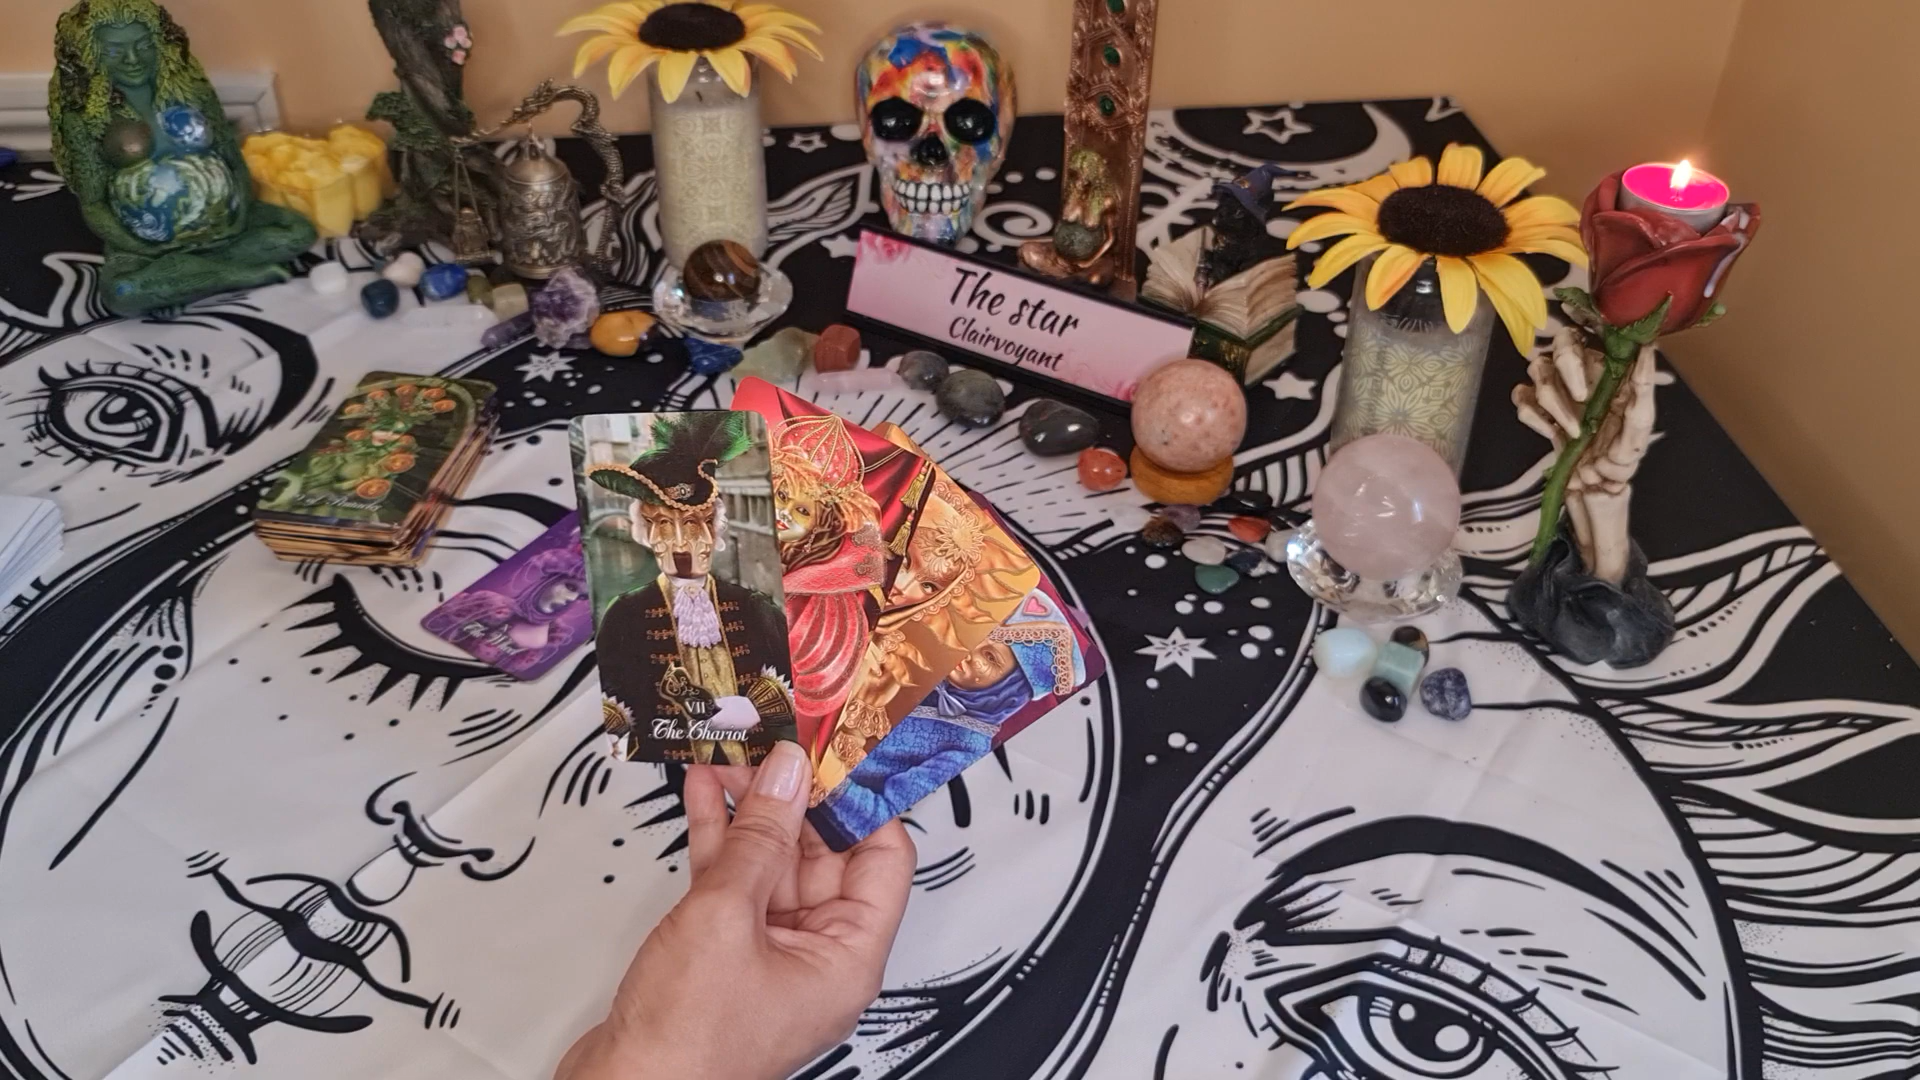 The star
Clairvoyant
VII
The Chariot